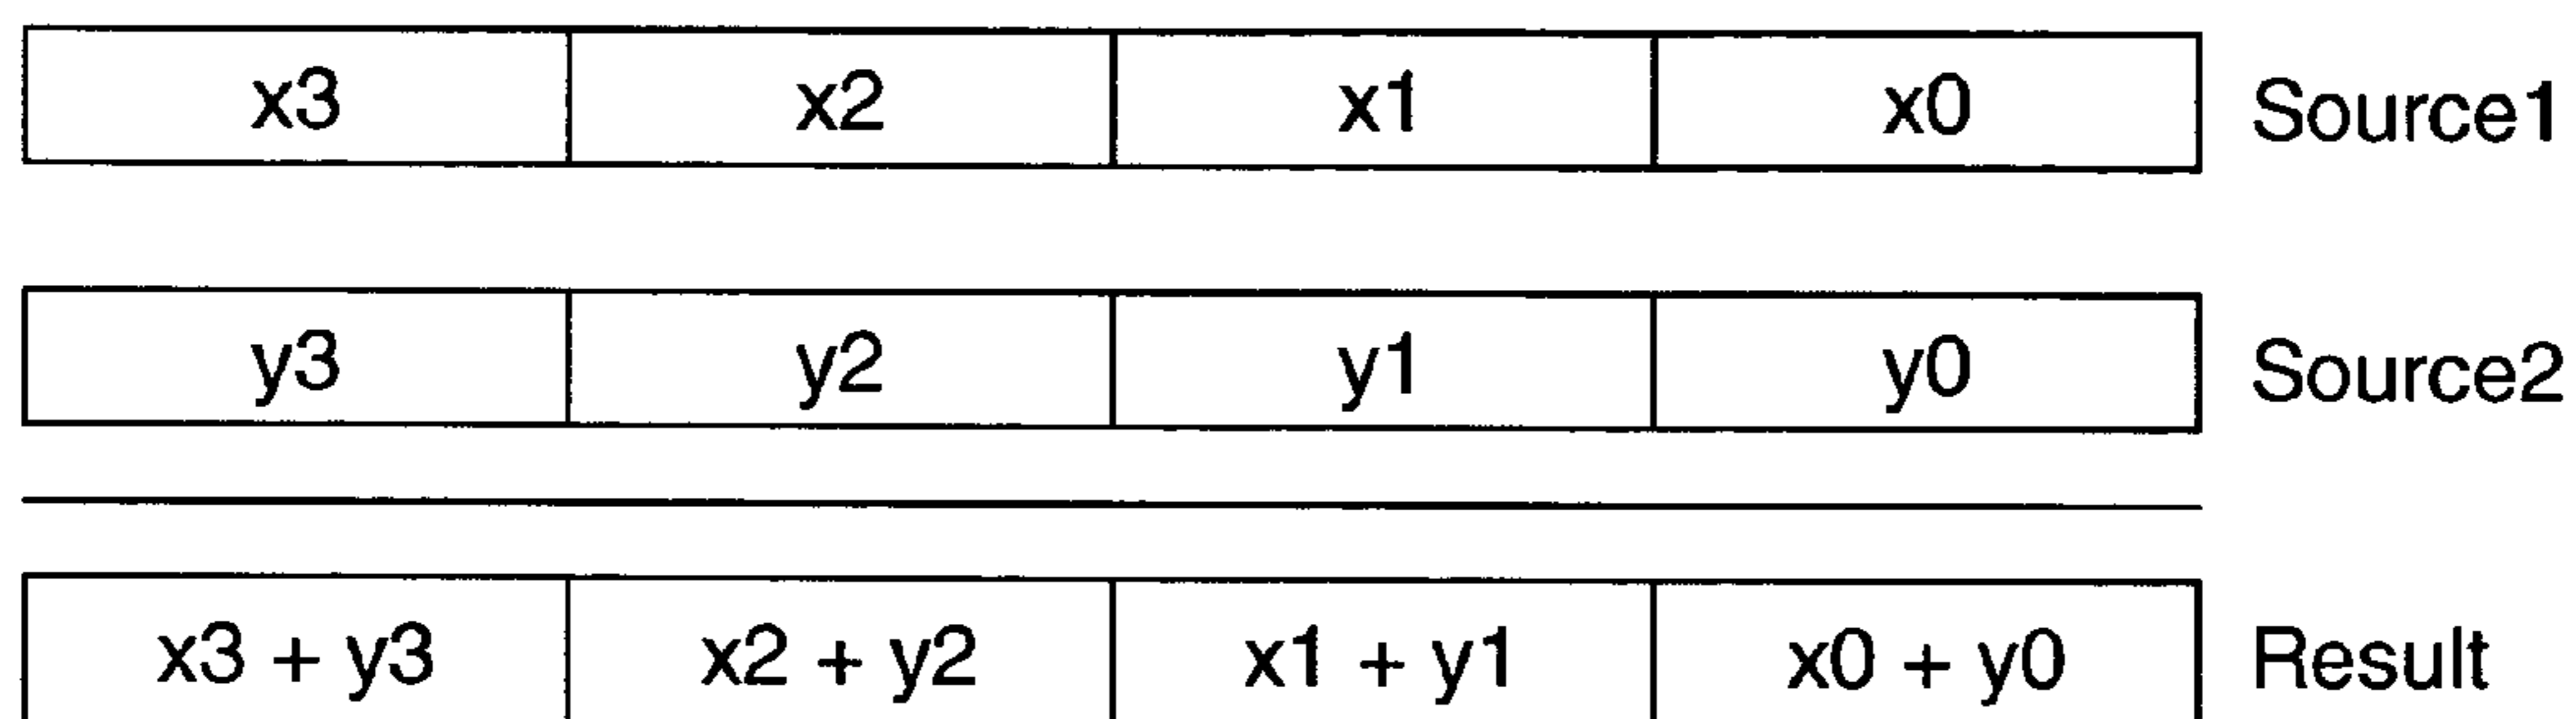 x3 x2 x1 x0 Source1
y3 y2 y1 y0 Source2
x3 + y3 x2 + y2 x1 + y1 x0 + y0 Result